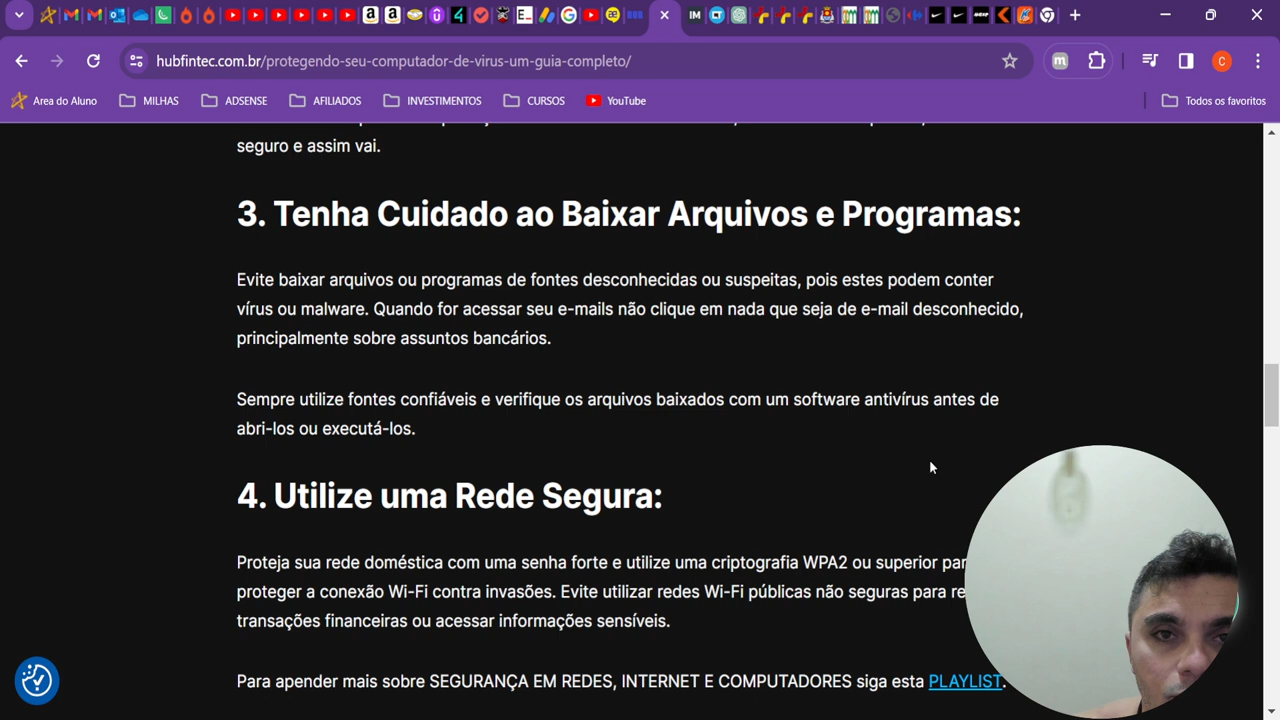 hubfintec.com.br/protegendo-seu-computador-de-virus-um-guia-completo/
Area do Aluno MILHAS ADSENSE AFILIADOS INVESTIMENTOS CURSOS YouTube Todos os favoritos
seguro e assim vai.
3. Tenha Cuidado ao Baixar Arquivos e Programas:
Evite baixar arquivos ou programas de fontes desconhecidas ou suspeitas, pois estes podem conter
vírus ou malware. Quando for acessar seu e-mails não clique em nada que seja de e-mail desconhecido,
principalmente sobre assuntos bancários.
Sempre utilize fontes confiáveis e verifique os arquivos baixados com um software antivírus antes de
abri-los ou executá-los.
4. Utilize uma Rede Segura:
Proteja sua rede doméstica com uma senha forte e utilize uma criptografia WPA2 ou superior par
proteger a conexão Wi-Fi contra invasões. Evite utilizar redes Wi-Fi públicas não seguras para re
transações financeiras ou acessar informações sensíveis.
Para apender mais sobre SEGURANÇA EM REDES, INTERNET E COMPUTADORES siga esta PLAYLIST.